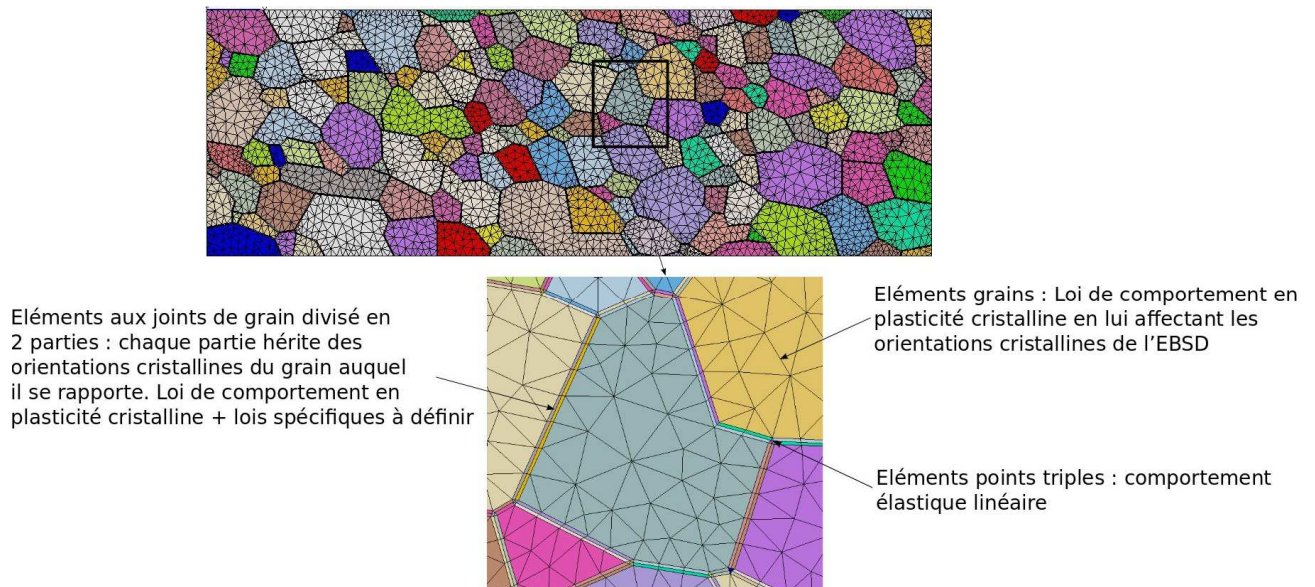 Eléments aux joints de grain divisé en
2 parties : chaque partie hérite des
orientations cristallines du grain auquel
il se rapporte. Loi de comportement en
plasticité cristalline + lois spécifiques à définir
Eléments grains : Loi de comportement en
plasticité cristalline en lui affectant les
orientations cristallines de l’EBSD
Eléments points triples : comportement
élastique linéaire